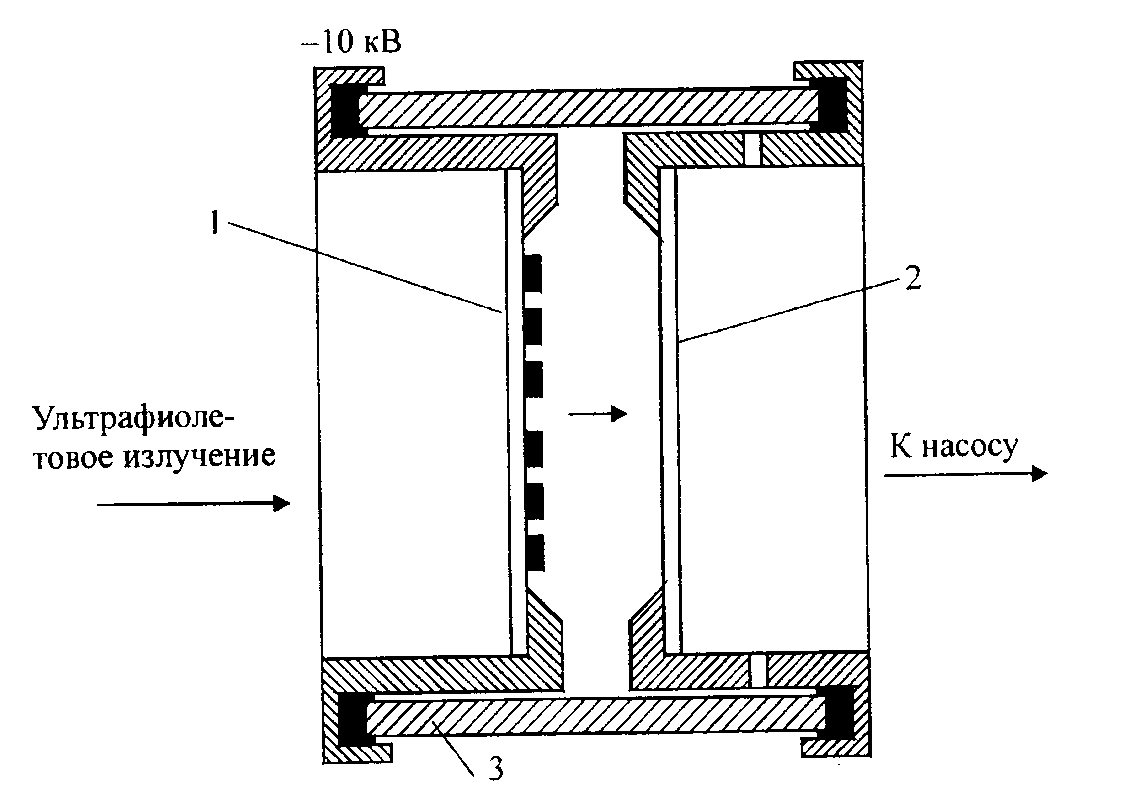 –10 кВ
1
2
Ультрафиоле-
товое излучение
К насосу
3